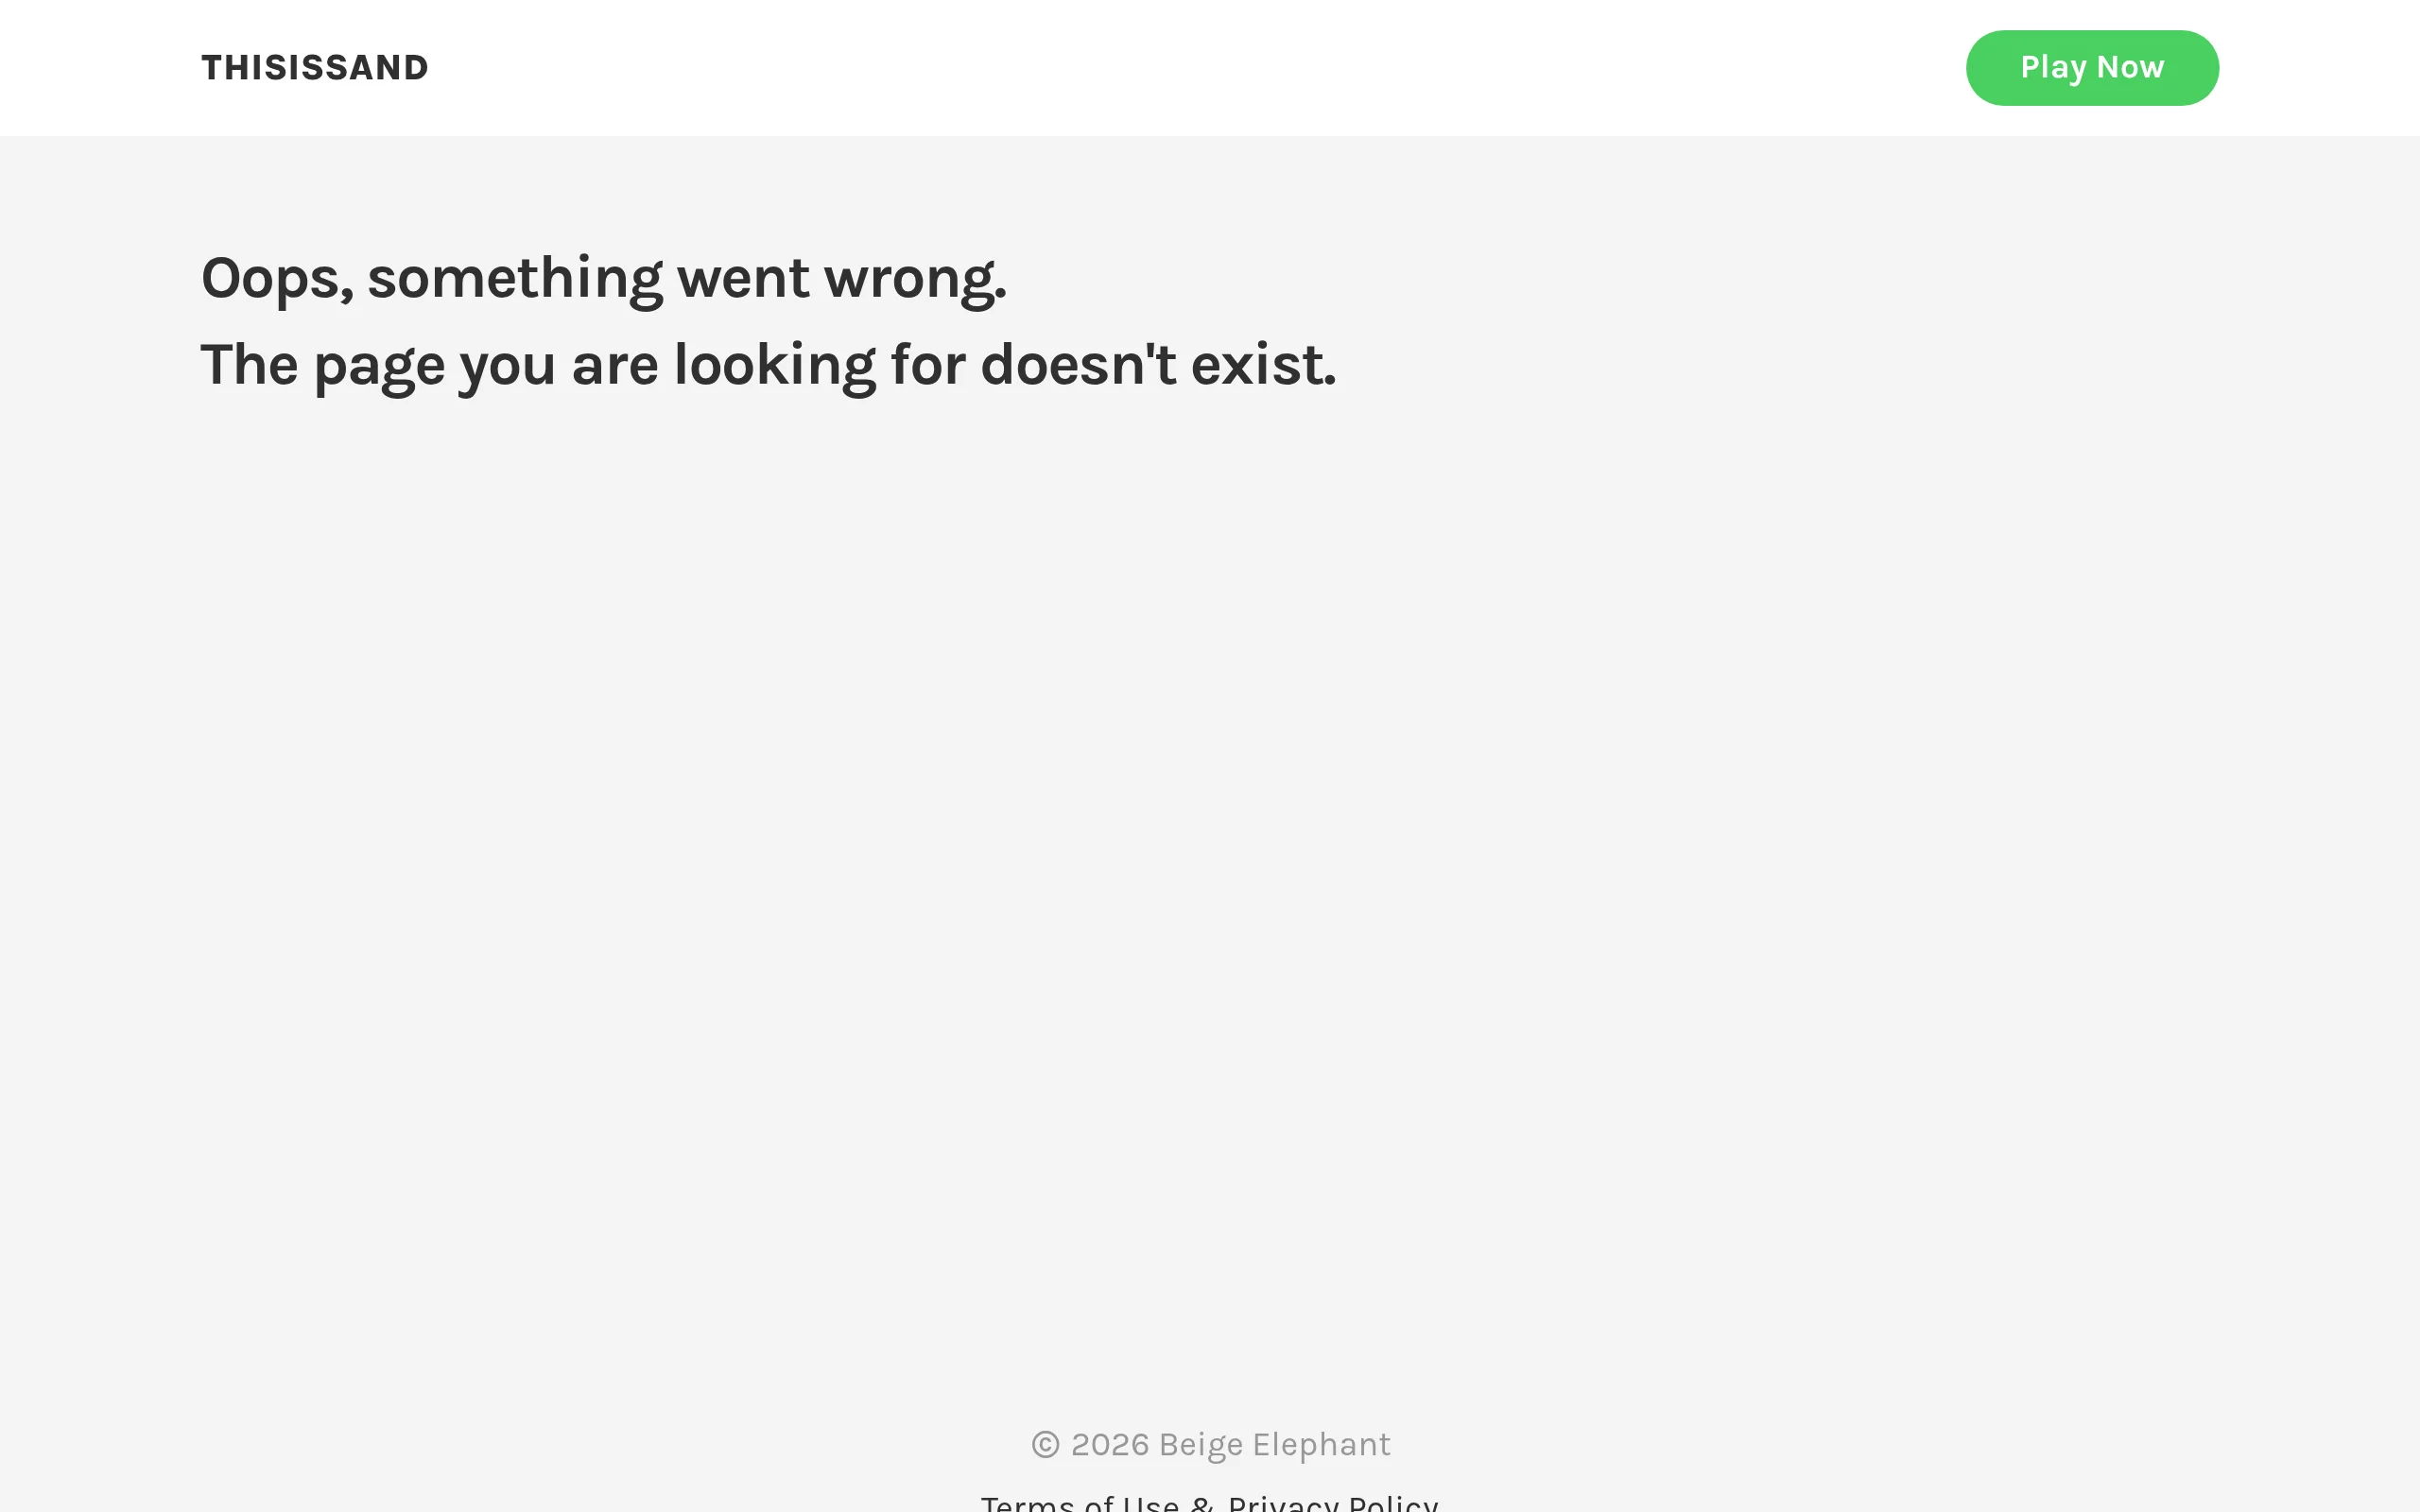 THISISSAND
Play Now
Oops, something went wrong.
The page you are looking for doesn't exist.
© 2026 Beige Elephant
Terms of Use & Privacy Policy